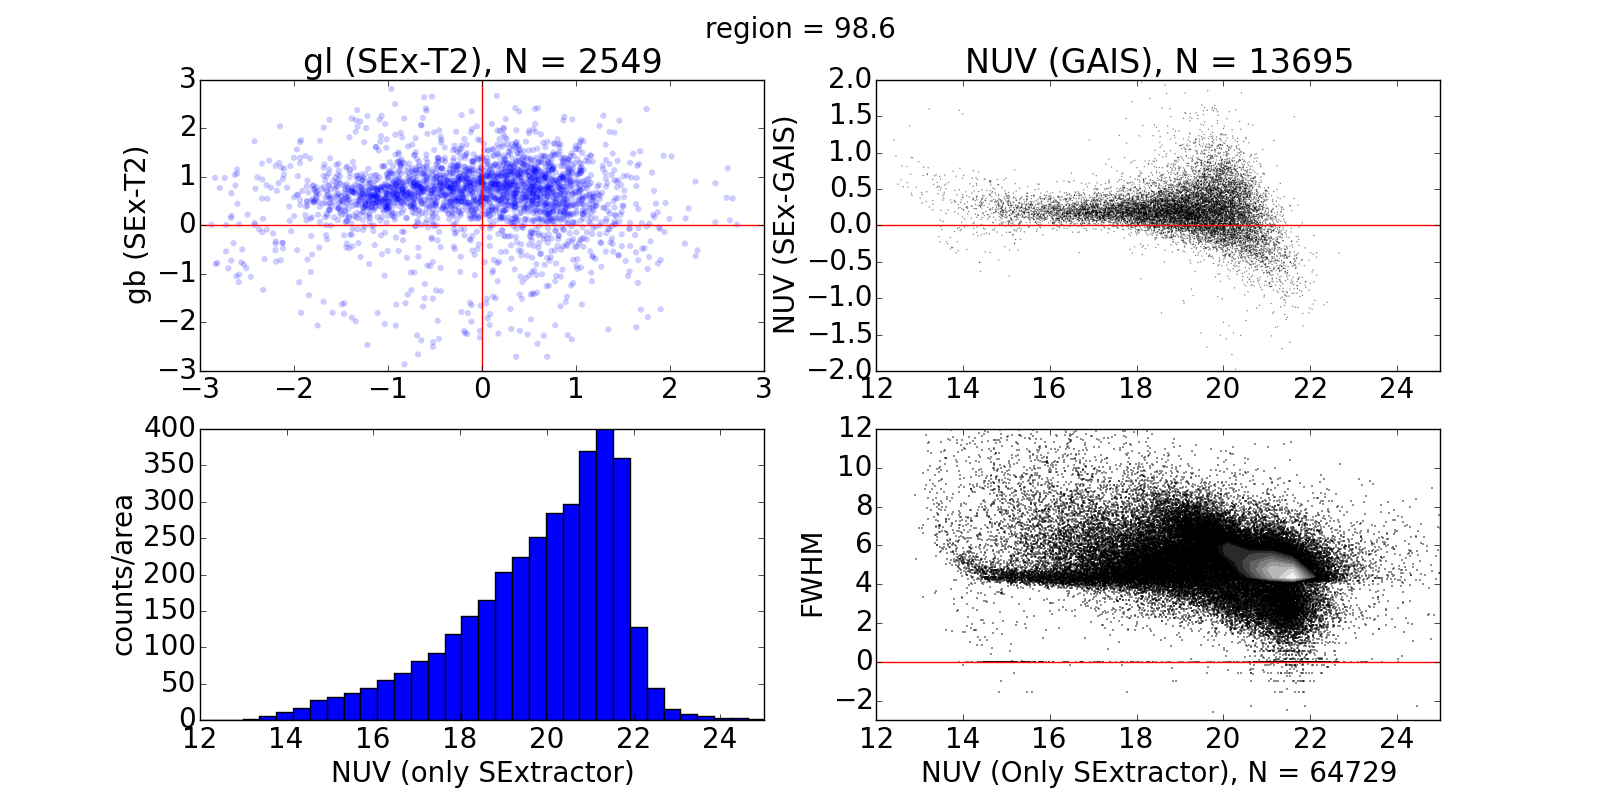 region = 98.6
gl (SEx-T2), N = 2549
3
2
1
0
−1
−2
−3
gb (SEx-T2)
−3 −2 −1 0 1 2 3
NUV (GAIS), N = 13695
2.0
1.5
1.0
0.5
0.0
−0.5
−1.0
−1.5
−2.0
NUV (SEx-GAIS)
12 14 16 18 20 22 24
400
350
300
250
200
150
100
50
0
counts/area
12 14 16 18 20 22 24
NUV (only SExtractor)
12
10
8
6
4
2
0
−2
FWHM
12 14 16 18 20 22 24
NUV (Only SExtractor), N = 64729